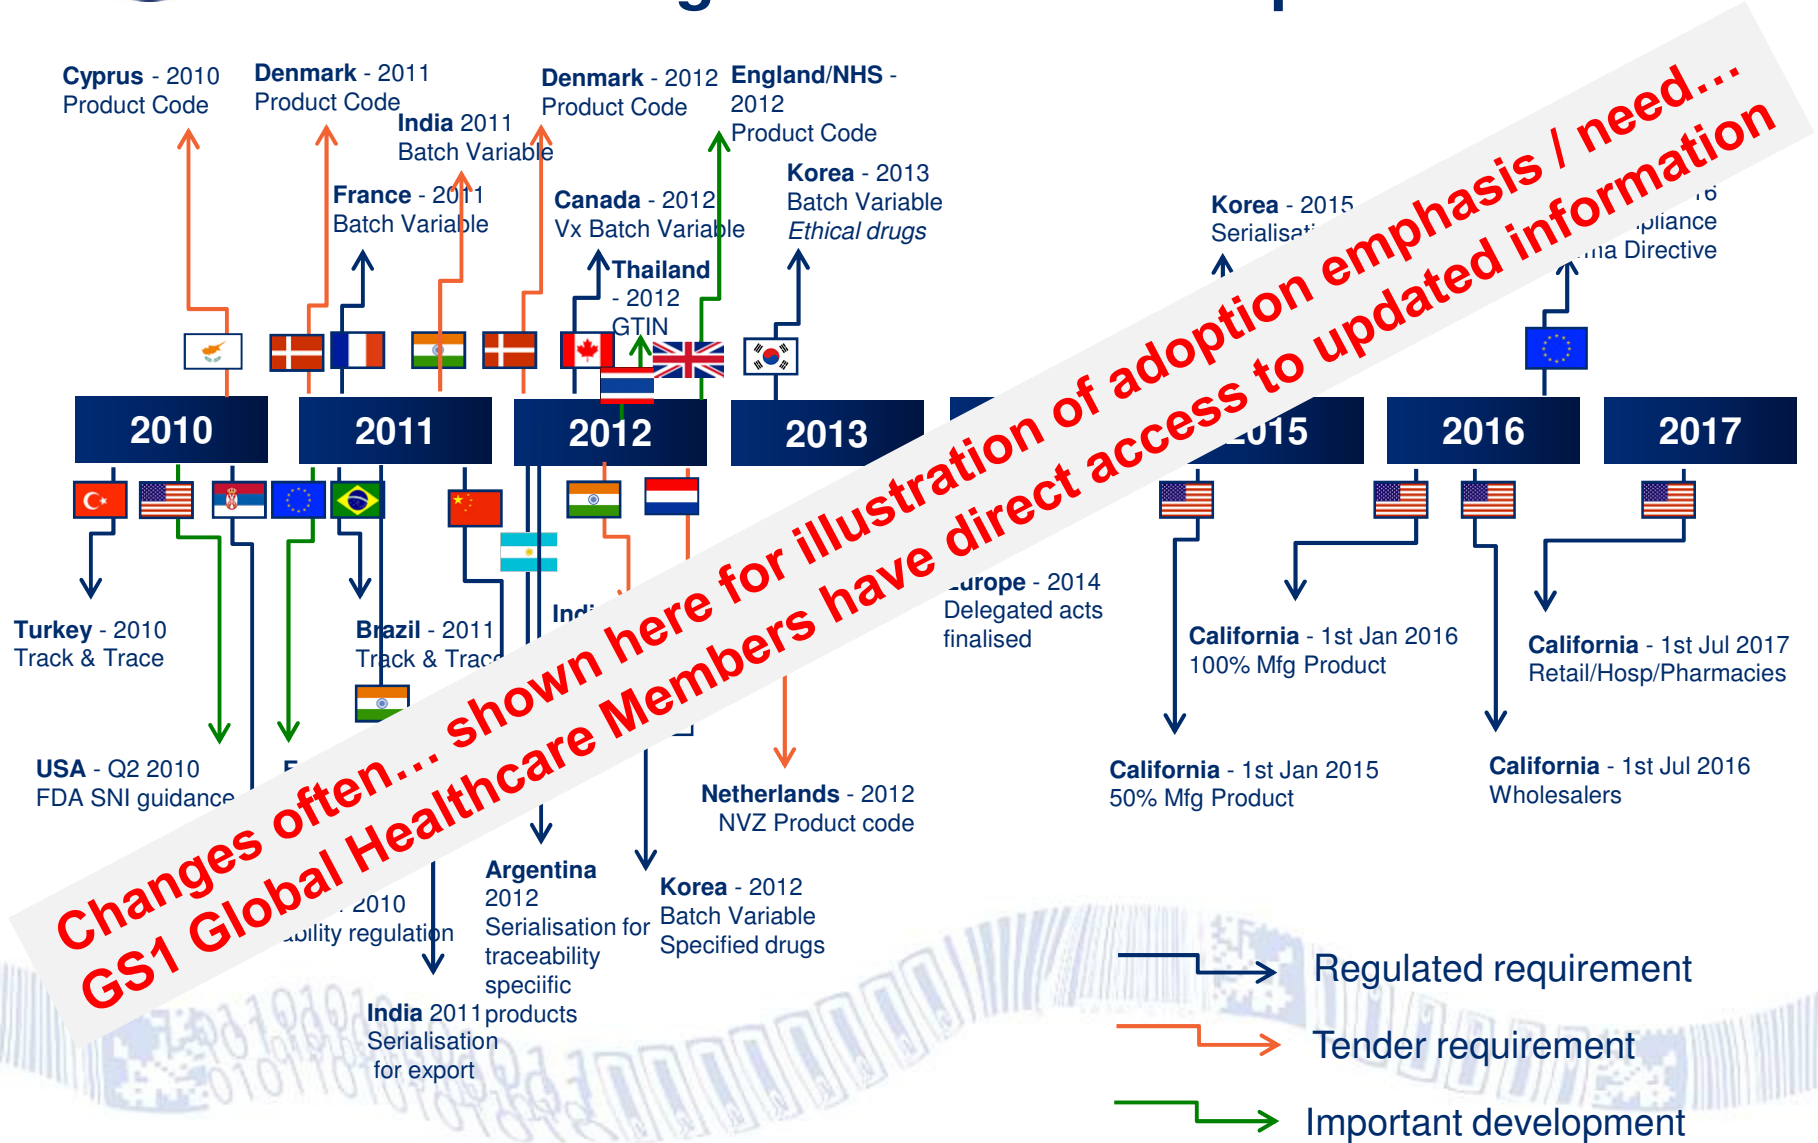 Cyprus - 2010
Product Code
Denmark - 2011
Product Code
India 2011
Batch Variable
France - 2011
Batch Variable
Denmark - 2012
Product Code
England/NHS -
2012
Product Code
Canada - 2012
Vx Batch Variable
Thailand
- 2012
GTIN
Korea - 2013
Batch Variable
Ethical drugs
Korea - 2015
Directive
2010
2011
2012
2013
2016
2017
Changes often... shown here for illustration of adoption emphasis / need...
GS1 Global Healthcare Members have direct access to updated information
Turkey - 2010
Track & Trace
USA - Q2 2010
FDA SNI guidance
Brazil - 2011
Track &
2010
regulation
India 2011
Serialisation
for export
Argentina
2012
Serialisation for
traceability
speciific
products
Korea - 2012
Batch Variable
Specified drugs
Netherlands - 2012
NVZ Product code
- 2014
Delegated acts
finalised
California - 1st Jan 2015
50% Mfg Product
California - 1st Jan 2016
100% Mfg Product
California - 1st Jul 2016
Wholesalers
California - 1st Jul 2017
Retail/Hosp/Pharmacies
Regulated requirement
Tender requirement
Important development